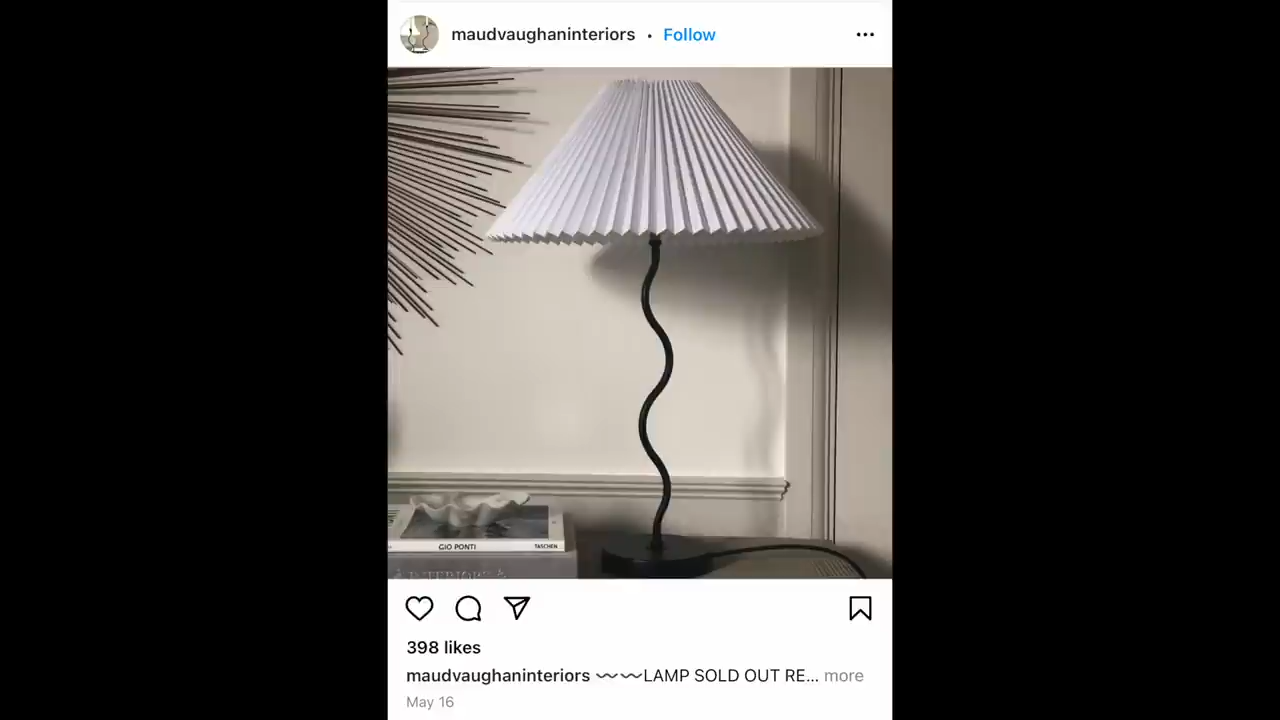 maudvaughaninteriors • Follow
GIO PONTI TASCHEN
398 likes
maudvaughaninteriors 〰〰LAMP SOLD OUT RE... more
May 16